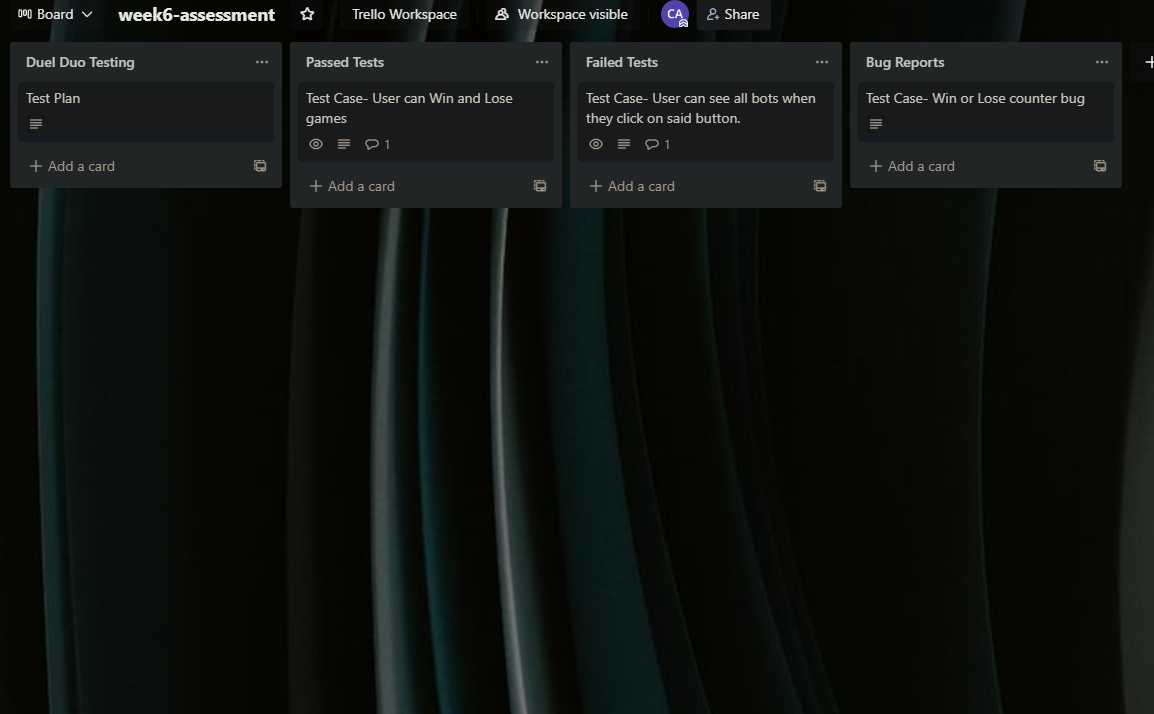 Board
week6-assessment
Trello Workspace
Workspace visible
CA
Share
Duel Duo Testing
Test Plan
Add a card
Passed Tests
Test Case- User can Win and Lose
games
1
Add a card
Failed Tests
Test Case- User can see all bots when
they click on said button.
1
Add a card
Bug Reports
Test Case- Win or Lose counter bug
Add a card